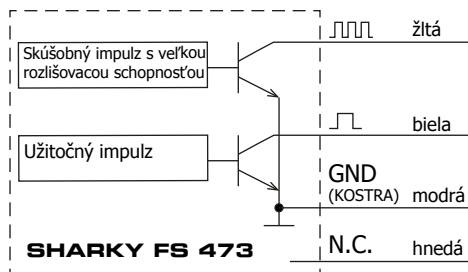 Skúšobný impulz s veľkou
rozlišovacou schopnosťou
žltá
Užitočný impulz
biela
GND
(KOSTRA)
modrá
SHARKY FS 473
N.C.
hnedá